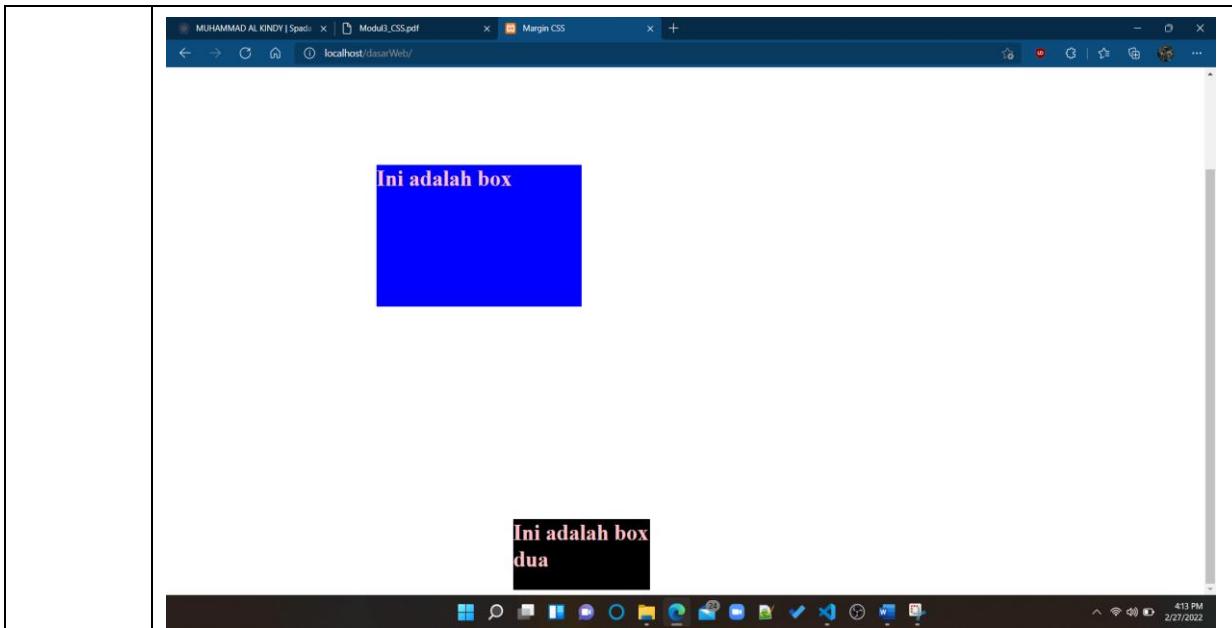 MUHAMMAD AL KINDY | Spad
Modul3_CSS.pdf
Margin CSS
localhost/dasarWeb/
Ini adalah box
Ini adalah box
dua
4:13 PM
2/27/2022